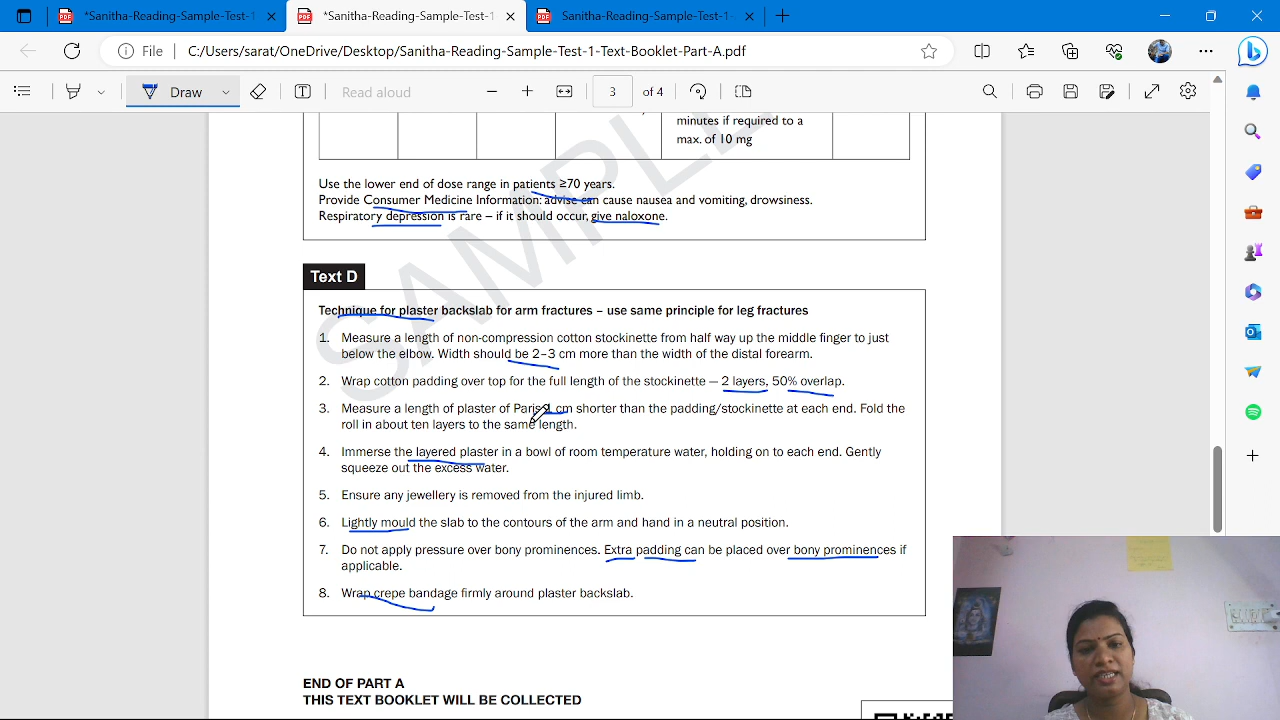 *Sanitha-Reading-Sample-Test-1
*Sanitha-Reading-Sample-Test-1
Sanitha-Reading-Sample-Test-1-
File
C:/Users/sarat/OneDrive/Desktop/Sanitha-Reading-Sample-Test-1-Text-Booklet-Part-A.pdf
Draw
Read aloud
3
of 4
minutes if required to a
max. of 10 mg
Use the lower end of dose range in patients ≥70 years.
Provide Consumer Medicine Information: advise can cause nausea and vomiting, drowsiness.
Respiratory depression is rare – if it should occur, give naloxone.
SAMPLE
Text D
Technique for plaster backslab for arm fractures – use same principle for leg fractures
1. Measure a length of non-compression cotton stockinette from half way up the middle finger to just
below the elbow. Width should be 2–3 cm more than the width of the distal forearm.
2. Wrap cotton padding over top for the full length of the stockinette — 2 layers, 50% overlap.
3. Measure a length of plaster of Paris 1 cm shorter than the padding/stockinette at each end. Fold the
roll in about ten layers to the same length.
4. Immerse the layered plaster in a bowl of room temperature water, holding on to each end. Gently
squeeze out the excess water.
5. Ensure any jewellery is removed from the injured limb.
6. Lightly mould the slab to the contours of the arm and hand in a neutral position.
7. Do not apply pressure over bony prominences. Extra padding can be placed over bony prominences if
applicable.
8. Wrap crepe bandage firmly around plaster backslab.
END OF PART A
THIS TEXT BOOKLET WILL BE COLLECTED